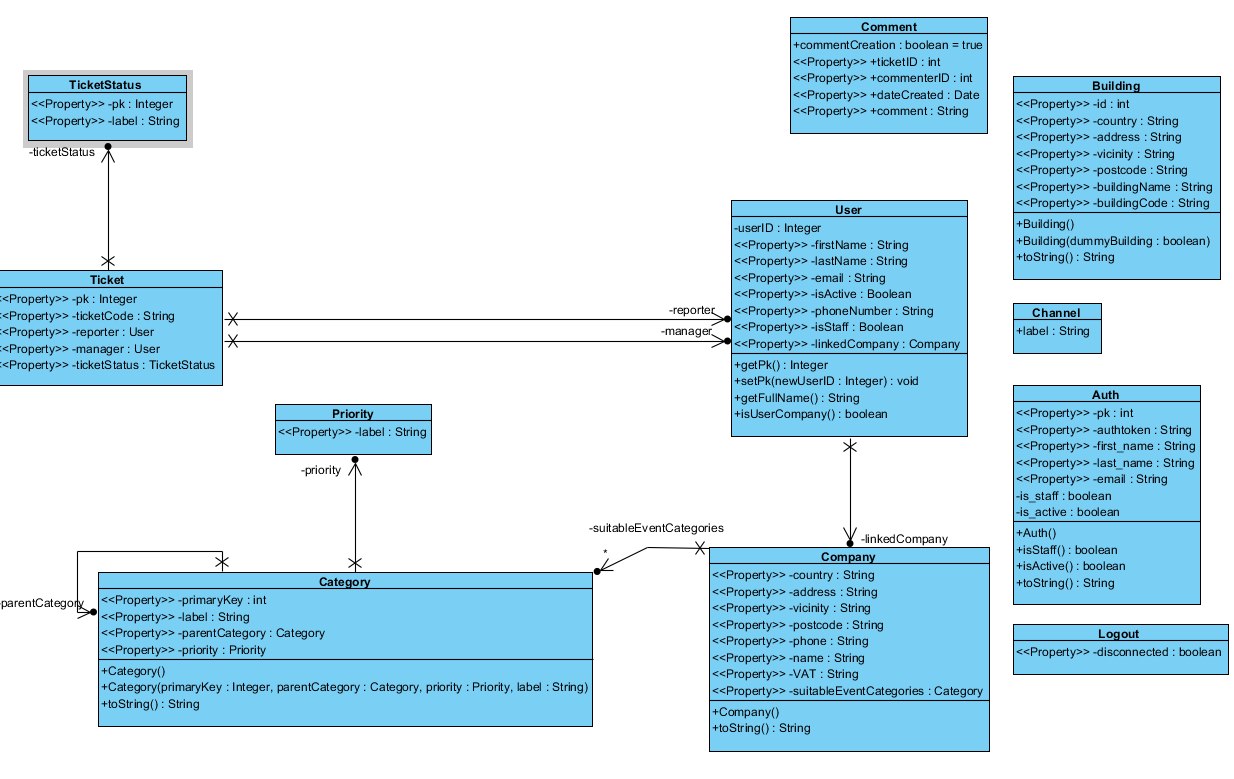 Comment
+commentCreation : boolean = true
<<Property>> +ticketID : int
<<Property>> +commenterID : int
<<Property>> +dateCreated : Date
<<Property>> +comment : String
TicketStatus
<<Property>> -pk : Integer
<<Property>> -label : String
-ticketStatus
Building
<<Property>> -id : int
<<Property>> -country : String
<<Property>> -address : String
<<Property>> -vicinity : String
<<Property>> -postcode : String
<<Property>> -buildingName : String
<<Property>> -buildingCode : String
+Building()
+Building(dummyBuilding : boolean)
+toString() : String
User
-userID : Integer
<<Property>> -firstName : String
<<Property>> -lastName : String
<<Property>> -email : String
<<Property>> -isActive : Boolean
<<Property>> -phoneNumber : String
<<Property>> -isStaff : Boolean
<<Property>> -linkedCompany : Company
+getPk() : Integer
+setPk(newUserID : Integer) : void
+getFullName() : String
+isUserCompany() : boolean
Ticket
<<Property>> -pk : Integer
<<Property>> -ticketCode : String
<<Property>> -reporter : User
<<Property>> -manager : User
<<Property>> -ticketStatus : TicketStatus
-reporter
-manager
Channel
+label : String
Auth
<<Property>> -pk : int
<<Property>> -authtoken : String
<<Property>> -first_name : String
<<Property>> -last_name : String
<<Property>> -email : String
-is_staff : boolean
-is_active : boolean
+Auth()
+isStaff() : boolean
+isActive() : boolean
+toString() : String
Priority
<<Property>> -label : String
-priority
-suitableEventCategories
*
-linkedCompany
-parentCategory
Category
<<Property>> -primaryKey : int
<<Property>> -label : String
<<Property>> -parentCategory : Category
<<Property>> -priority : Priority
+Category()
+Category(primaryKey : Integer, parentCategory : Category, priority : Priority, label : String)
+toString() : String
Company
<<Property>> -country : String
<<Property>> -address : String
<<Property>> -vicinity : String
<<Property>> -postcode : String
<<Property>> -phone : String
<<Property>> -name : String
<<Property>> -VAT : String
<<Property>> -suitableEventCategories : Category
+Company()
+toString() : String
Logout
<<Property>> -disconnected : boolean